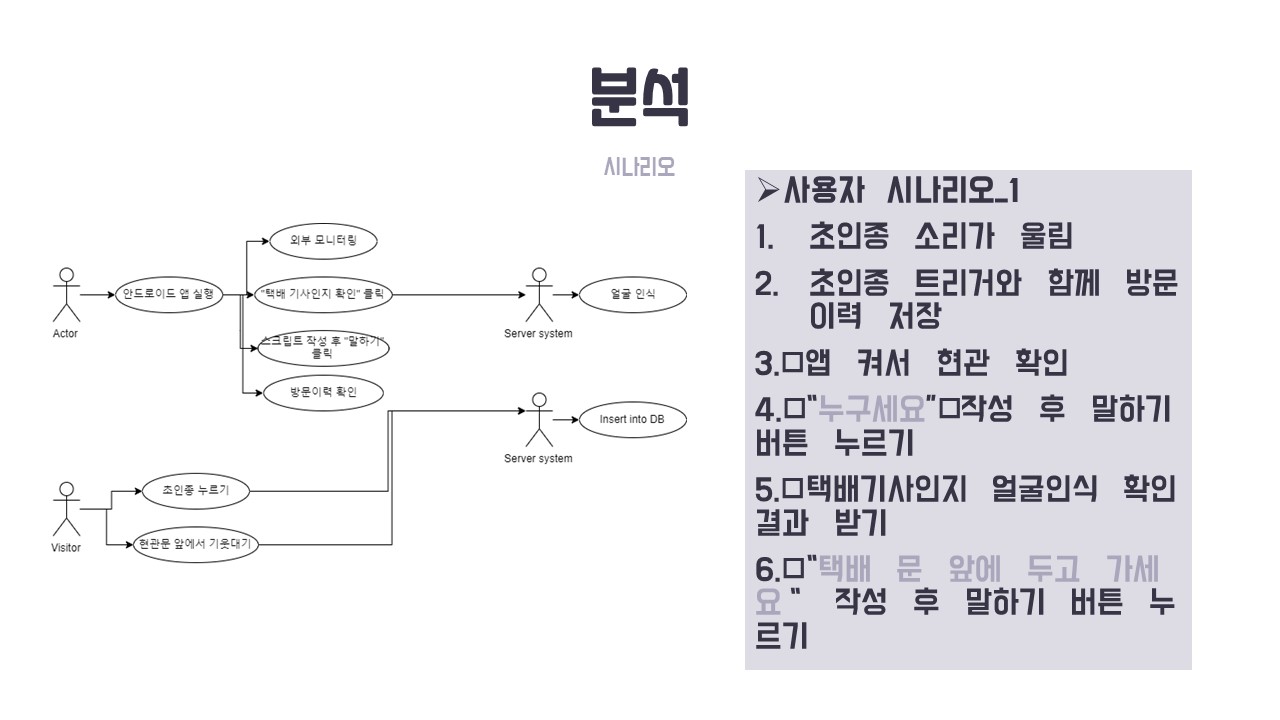 분석
시나리오
외부 모니터링
안드로이드 앱 실행
"택배 기사인지 확인" 클릭
얼굴 인식
Actor
Server system
스크립트 작성 후 "말하기"
클릭
방문이력 확인
Insert into DB
Server system
초인종 누르기
Visitor
현관문 앞에서 기웃대기
➢사용자 시나리오_1
1. 초인종 소리가 울림
2. 초인종 트리거와 함께 방문
이력 저장
3.□앱 켜서 현관 확인
4.□"누구세요"□작성 후 말하기
버튼 누르기
5.□택배기사인지 얼굴인식 확인
결과 받기
6.□"택배 문 앞에 두고 가세
요" 작성 후 말하기 버튼 누
르기